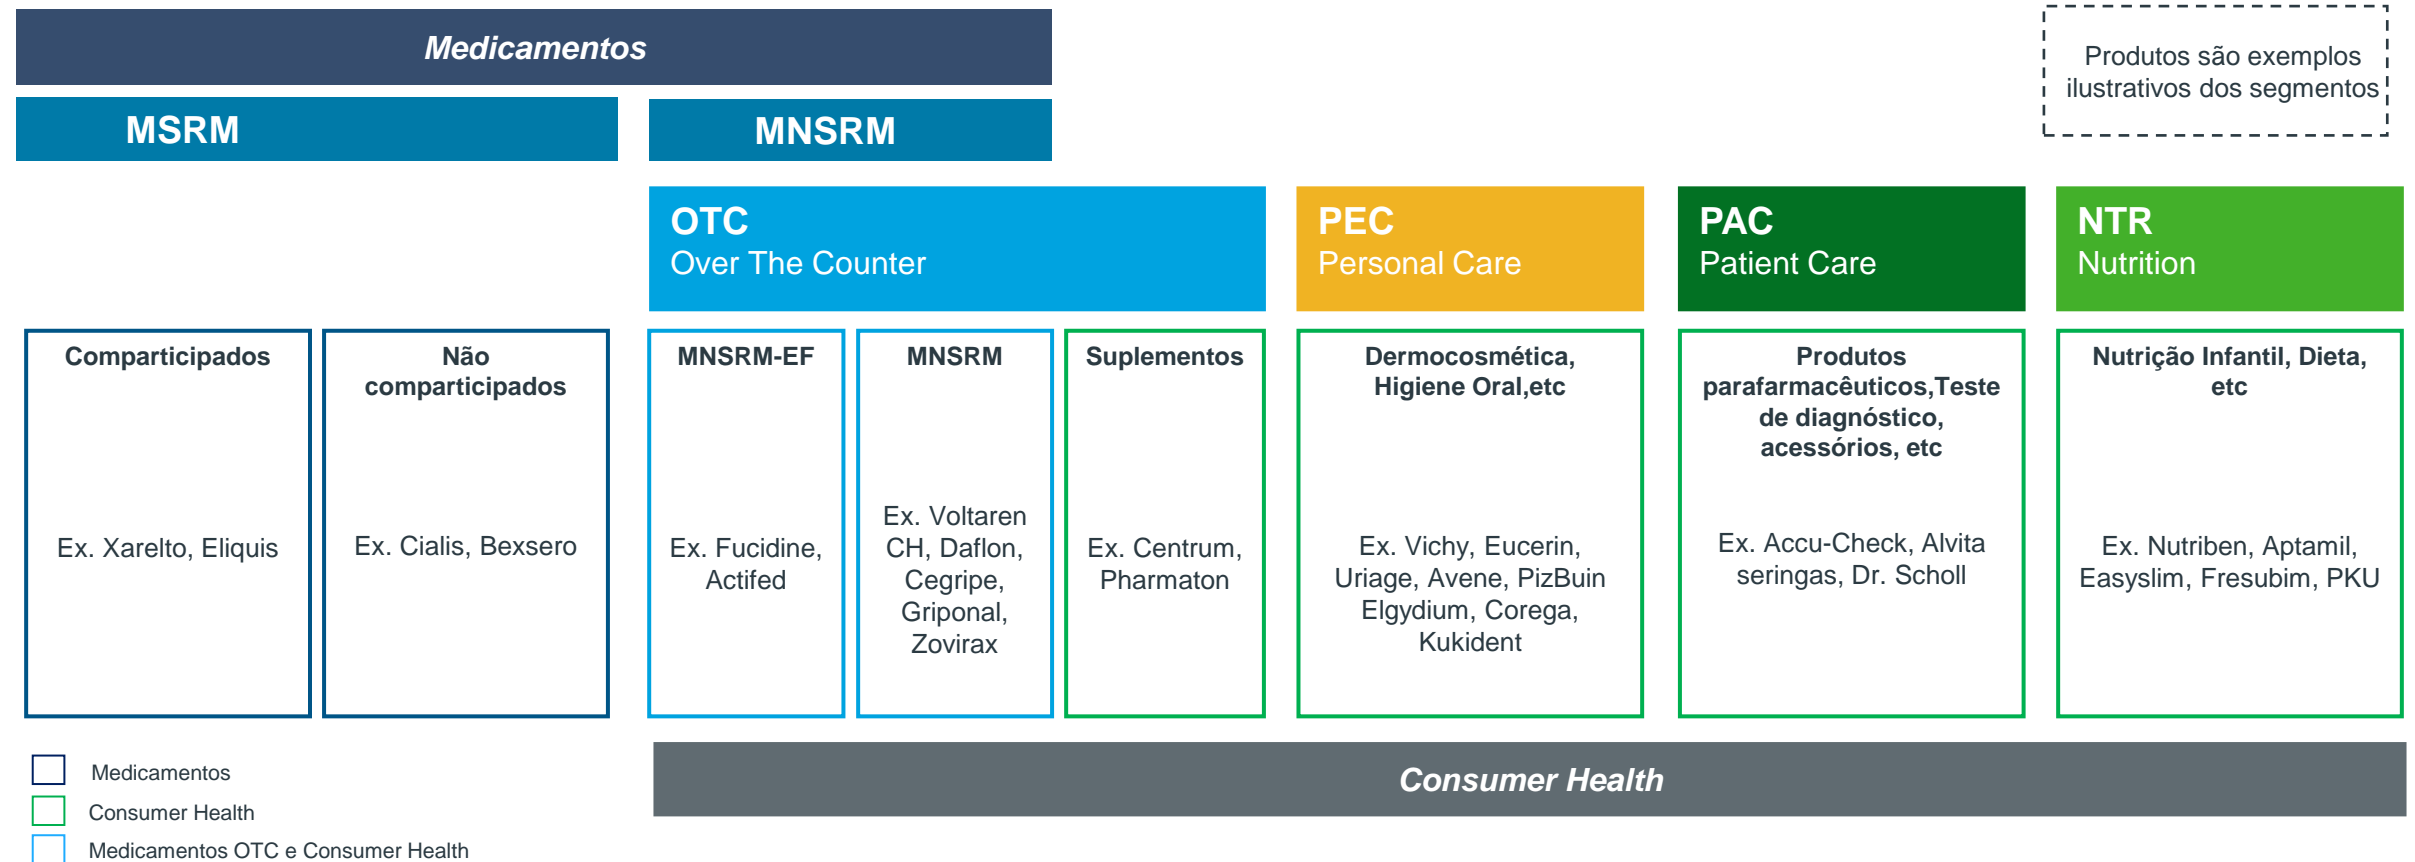 Medicamentos
Produtos são exemplos
ilustrativos dos segmentos
MSRM
MNSRM
OTC
Over The Counter
PEC
Personal Care
PAC
Patient Care
NTR
Nutrition
Comparticipados
Ex. Xarelto, Eliquis
Não
comparticipados
Ex. Cialis, Bexsero
MNSRM-EF
Ex. Fucidine,
Actifed
MNSRM
Ex. Voltaren
CH, Daflon,
Cegripe,
Griponal,
Zovirax
Suplementos
Ex. Centrum,
Pharmaton
Dermocosmética,
Higiene Oral,etc
Ex. Vichy, Eucerin,
Uriage, Avene, PizBuin
Elgydium, Corega,
Kukident
Produtos
parafarmacêuticos,Teste
de diagnóstico,
acessórios, etc
Ex. Accu-Check, Alvita
seringas, Dr. Scholl
Nutrição Infantil, Dieta,
etc
Ex. Nutriben, Aptamil,
Easyslim, Fresubim, PKU
Consumer Health
Medicamentos
Consumer Health
Medicamentos OTC e Consumer Health